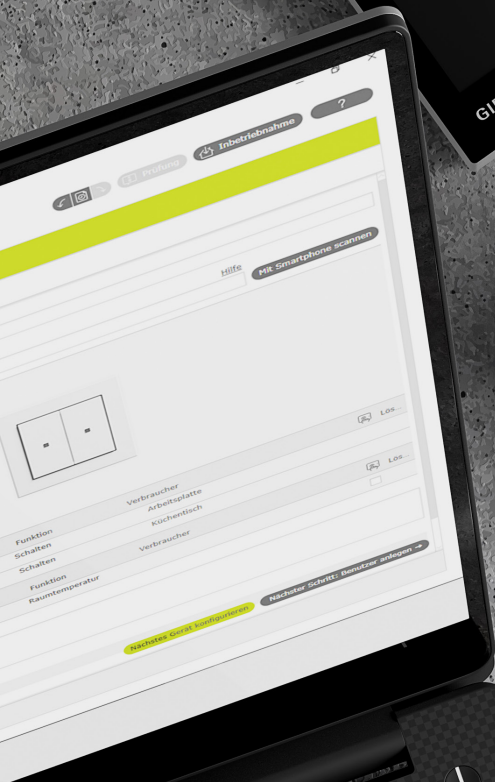 GI
?
Inbetriebnahme
Prüfung
Hilfe
Mit Smartphone scannen
Funktion Verbraucher Lös...
Schalten Arbeitsplatte
Schalten Küchentisch
Funktion Verbraucher Lös...
Raumtemperatur
Nächstes Gerät konfigurieren
Nächster Schritt: Benutzer anlegen →